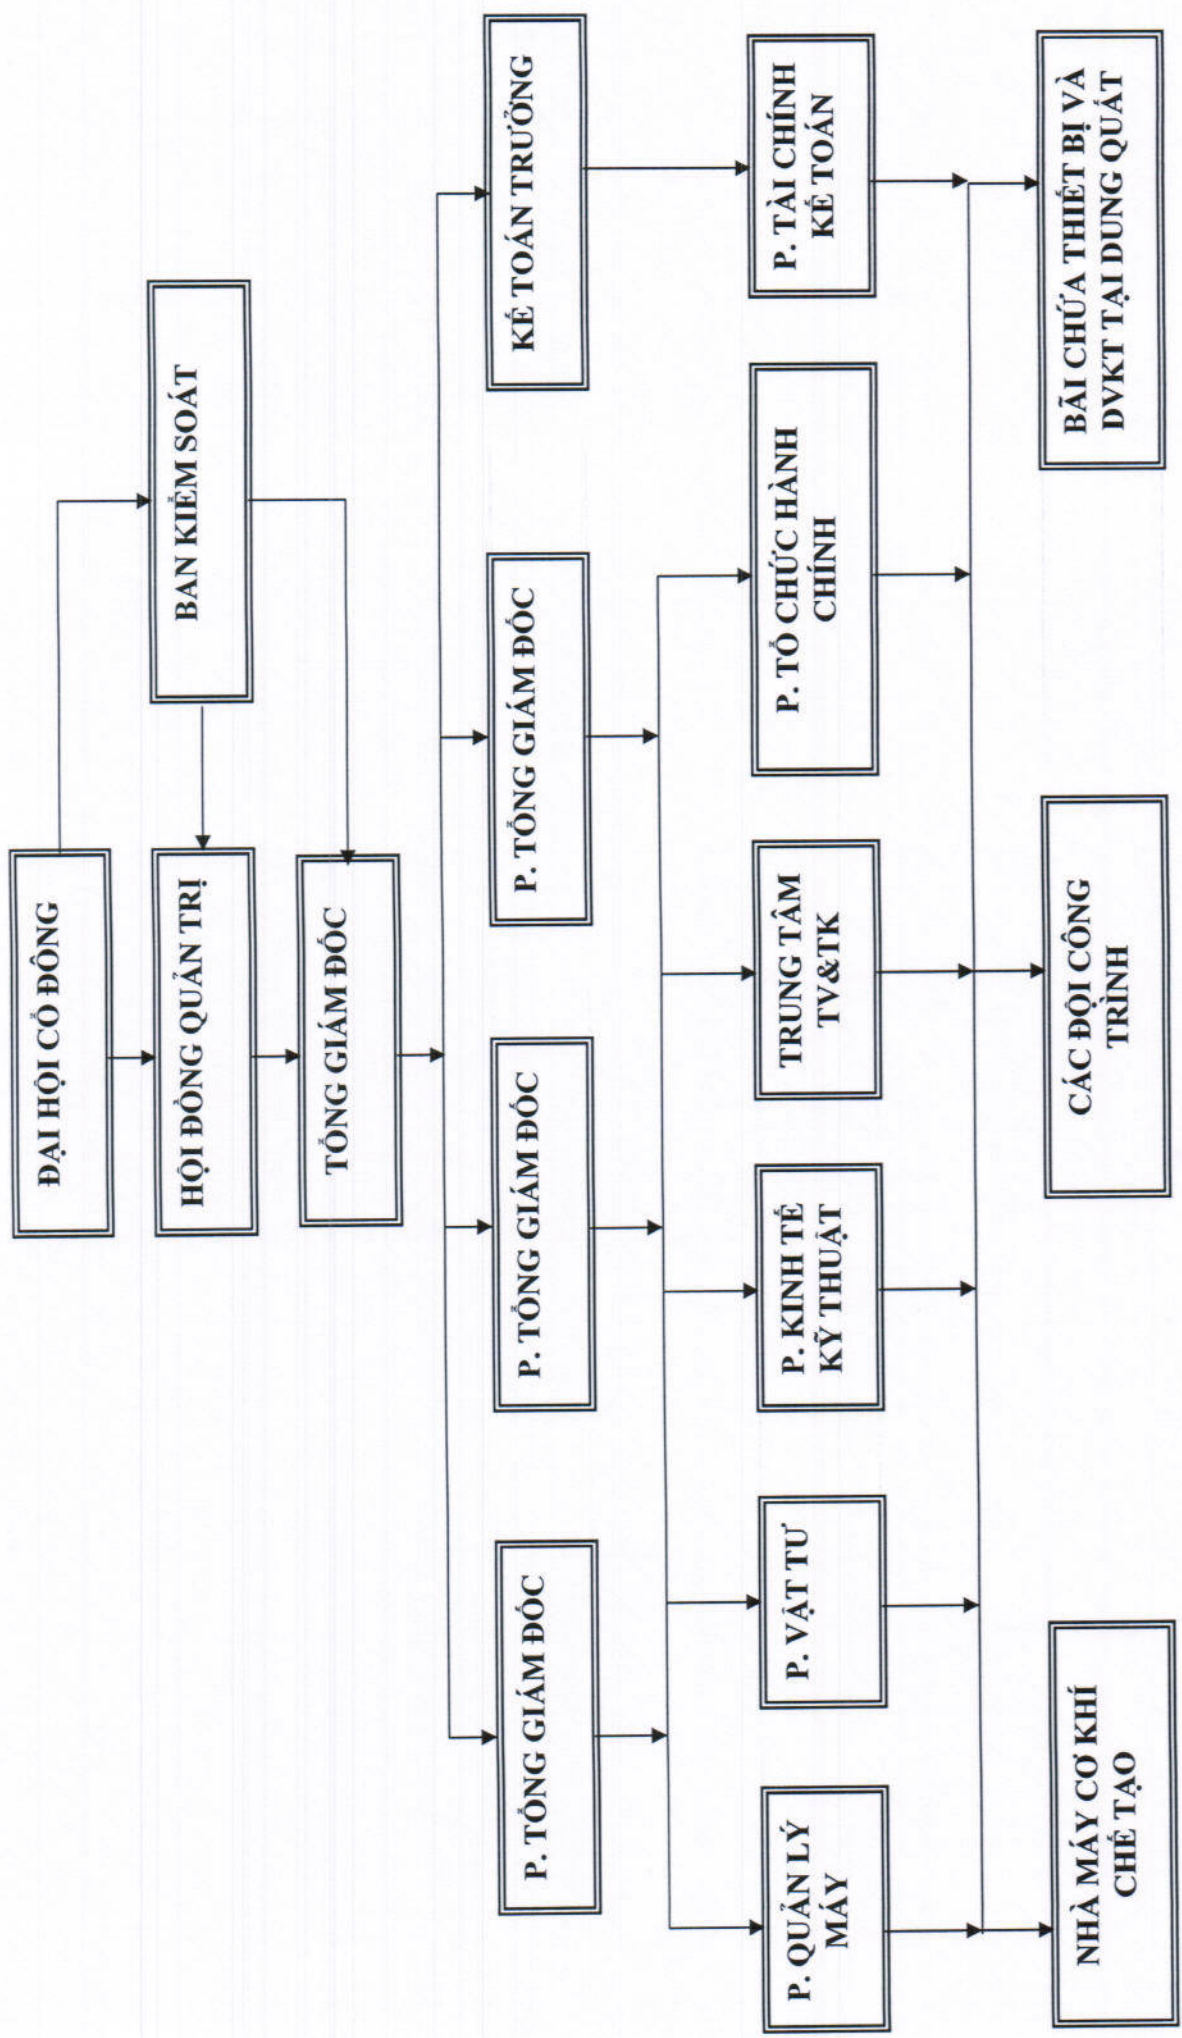 ĐẠI HỘI CỔ ĐÔNG
BAN KIỂM SOÁT
HỘI ĐỒNG QUẢN TRỊ
TỔNG GIÁM ĐỐC
P. TỔNG GIÁM ĐỐC
P. TỔNG GIÁM ĐỐC
P. TỔNG GIÁM ĐỐC
KẾ TOÁN TRƯỞNG
P. QUẢN LÝ
MÁY
P. VẬT TƯ
P. KINH TẾ
KỸ THUẬT
TRUNG TÂM
TV&TK
P. TỔ CHỨC HÀNH
CHÍNH
P. TÀI CHÍNH
KẾ TOÁN
NHÀ MÁY CƠ KHÍ
CHẾ TẠO
CÁC ĐỘI CÔNG
TRÌNH
BÃI CHỨA THIẾT BỊ VÀ
DVKT TẠI DUNG QUẤT